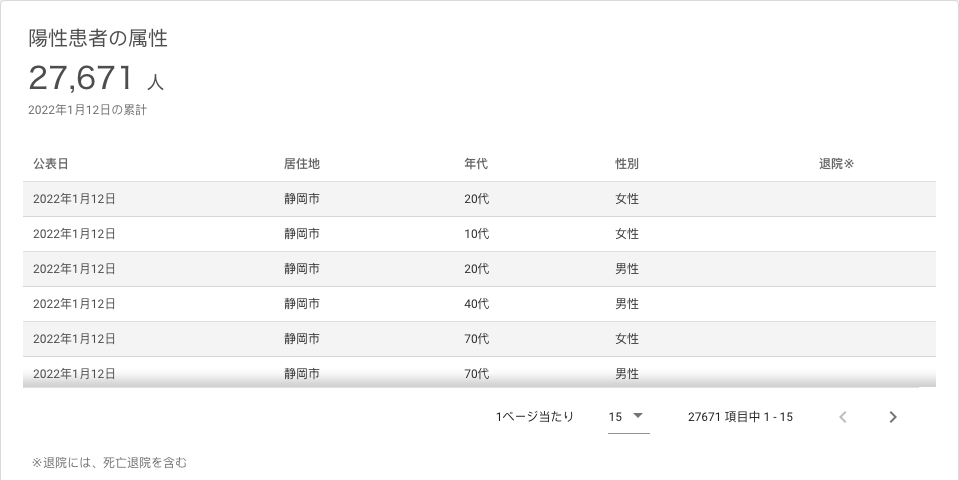 陽性患者の属性
27,671 人
2022年1月12日の累計
公表日 居住地 年代 性別 退院※
2022年1月12日 静岡市 20代 女性
2022年1月12日 静岡市 10代 女性
2022年1月12日 静岡市 20代 男性
2022年1月12日 静岡市 40代 男性
2022年1月12日 静岡市 70代 女性
2022年1月12日 静岡市 70代 男性
1ページ当たり 15 27671 項目中 1 - 15
※退院には、死亡退院を含む